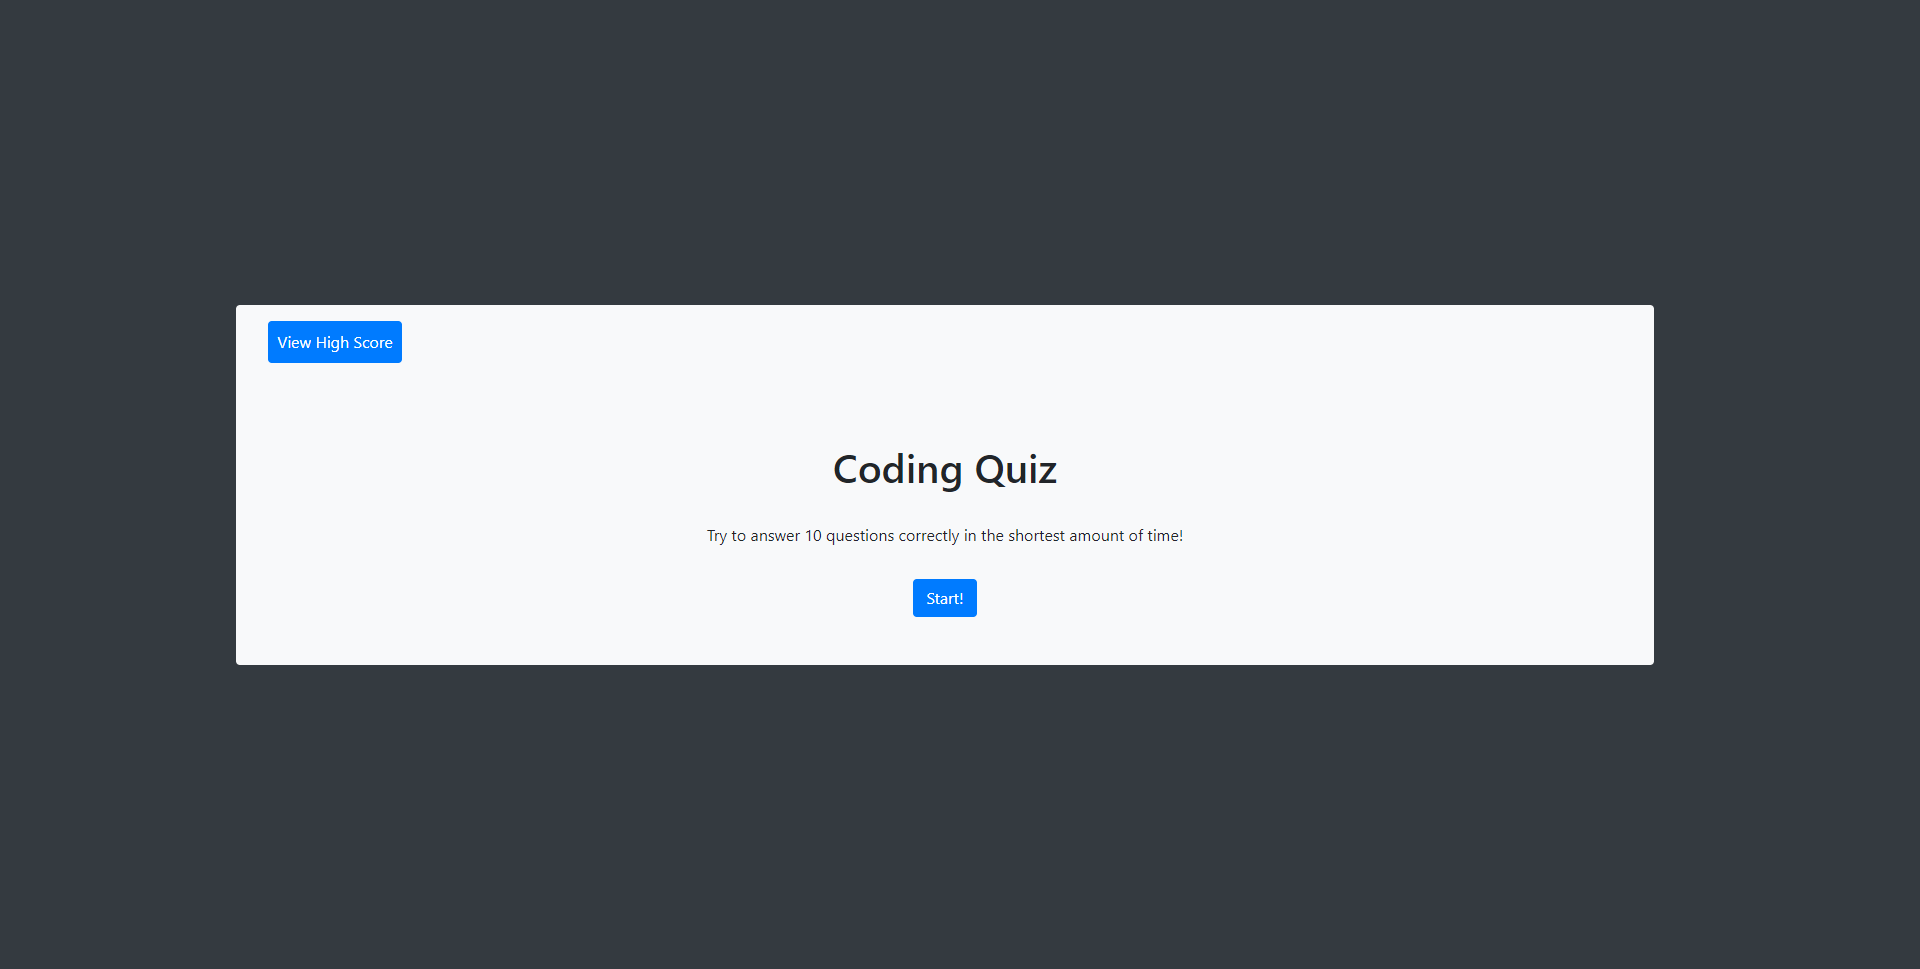 View High Score
Coding Quiz
Try to answer 10 questions correctly in the shortest amount of time!
Start!